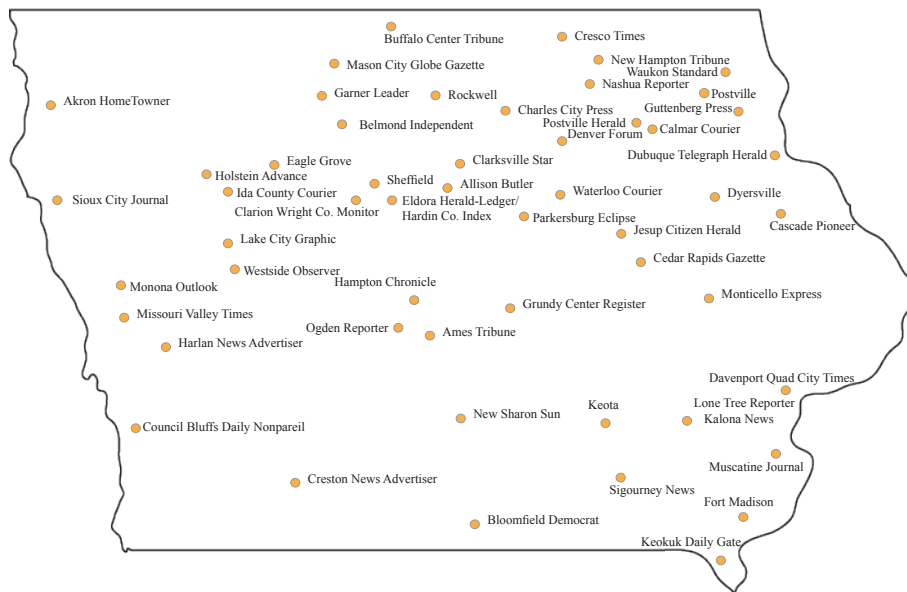 Buffalo Center Tribune
Cresco Times
Mason City Globe Gazette
New Hampton Tribune
Waukon Standard
Nashua Reporter
Akron HomeTowner
Garner Leader
Rockwell
Postville
Charles City Press
Guttenberg Press
Belmond Independent
Postville Herald
Calmar Courier
Denver Forum
Dubuque Telegraph Herald
Eagle Grove
Clarksville Star
Holstein Advance
Sheffield
Allison Butler
Ida County Courier
Waterloo Courier
Dyersville
Sioux City Journal
Clarion Wright Co. Monitor
Eldora Herald-Ledger/
Hardin Co. Index
Parkersburg Eclipse
Cascade Pioneer
Jesup Citizen Herald
Lake City Graphic
Cedar Rapids Gazette
Westside Observer
Hampton Chronicle
Monona Outlook
Monticello Express
Grundy Center Register
Missouri Valley Times
Ogden Reporter
Ames Tribune
Harlan News Advertiser
Davenport Quad City Times
Lone Tree Reporter
New Sharon Sun
Keota
Kalona News
Council Bluffs Daily Nonpareil
Muscatine Journal
Creston News Advertiser
Sigourney News
Fort Madison
Bloomfield Democrat
Keokuk Daily Gate